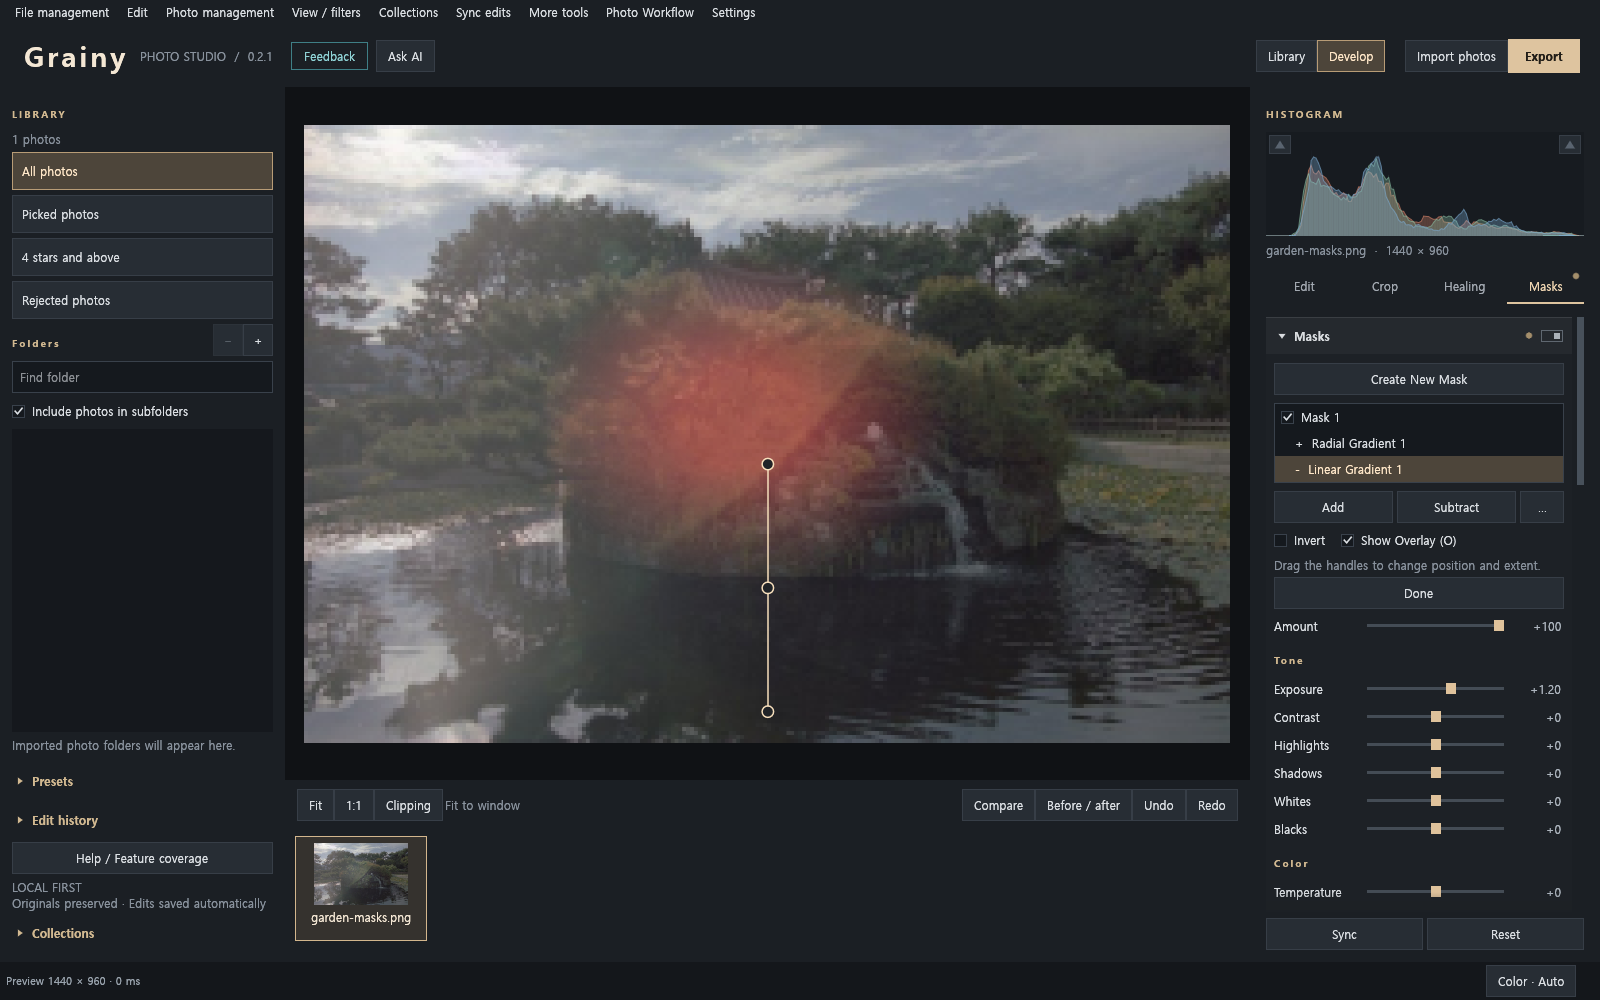 File management Edit Photo management View / filters Collections Sync edits More tools Photo Workflow Settings
Grainy PHOTO STUDIO / 0.2.1 Feedback Ask AI Library Develop Import photos Export
LIBRARY
1 photos
All photos
Picked photos
4 stars and above
Rejected photos
Folders − +
Find folder
Include photos in subfolders
Imported photo folders will appear here.
Presets
Edit history
Help / Feature coverage
LOCAL FIRST
Originals preserved · Edits saved automatically
Collections
Fit 1:1 Clipping Fit to window Compare Before / after Undo Redo
garden-masks.png
HISTOGRAM
garden-masks.png · 1440 × 960
Edit Crop Healing Masks
Masks
Create New Mask
Mask 1
+ Radial Gradient 1
- Linear Gradient 1
Add Subtract ...
Invert Show Overlay (O)
Drag the handles to change position and extent.
Done
Amount +100
Tone
Exposure +1.20
Contrast +0
Highlights +0
Shadows +0
Whites +0
Blacks +0
Color
Temperature +0
Sync Reset
Preview 1440 × 960 · 0 ms Color · Auto